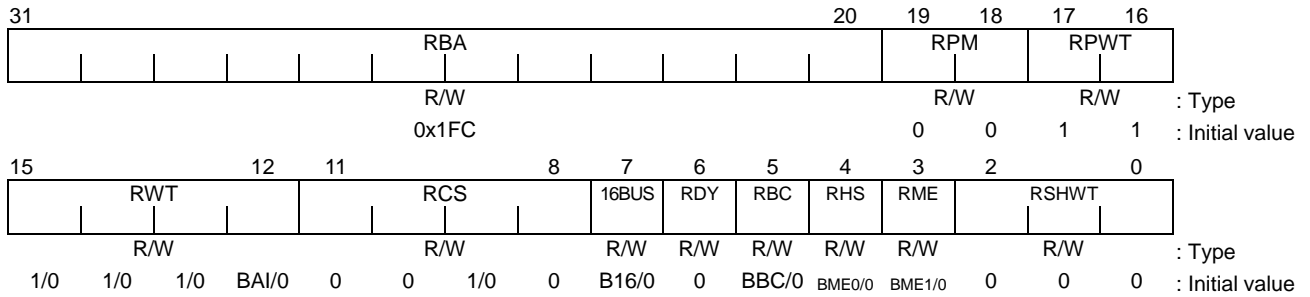 31 20 19 18 17 16
RBA RPM RPWT
R/W R/W R/W : Type
0x1FC 0 0 1 1 : Initial value
15 12 11 8 7 6 5 4 3 2 0
RWT RCS 16BUS RDY RBC RHS RME RSHWT
R/W R/W R/W R/W R/W R/W R/W R/W : Type
1/0 1/0 1/0 BAI/0 0 0 1/0 0 B16/0 0 BBC/0 BME0/0 BME1/0 0 0 0 : Initial value